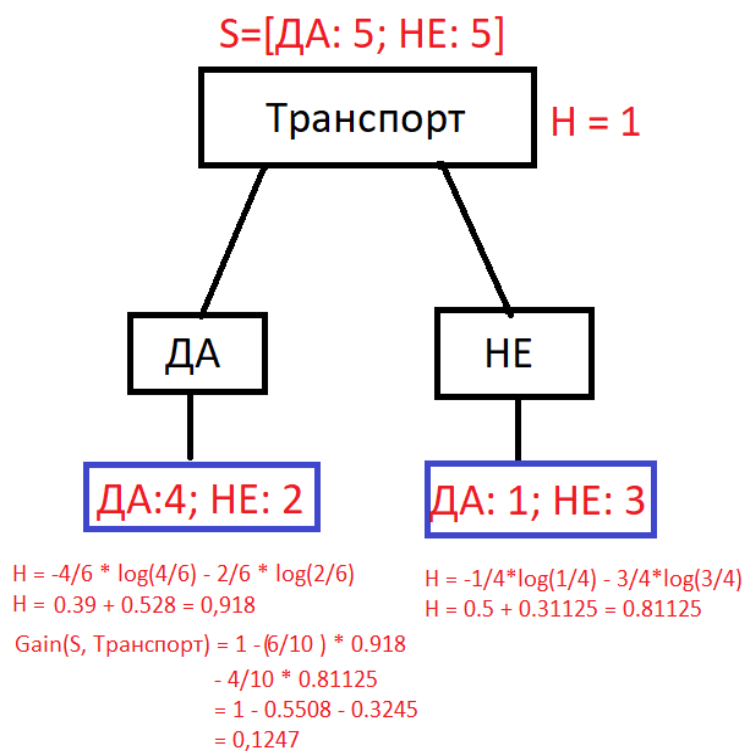 S=[ДА: 5; НЕ: 5]
Транспорт
H = 1
ДА
НЕ
ДА:4; НЕ: 2
ДА: 1; НЕ: 3
H = -4/6 * log(4/6) - 2/6 * log(2/6)
H = 0.39 + 0.528 = 0,918
H = -1/4*log(1/4) - 3/4*log(3/4)
H = 0.5 + 0.31125 = 0.81125
Gain(S, Транспорт) = 1 -(6/10 ) * 0.918
- 4/10 * 0.81125
= 1 - 0.5508 - 0.3245
= 0,1247